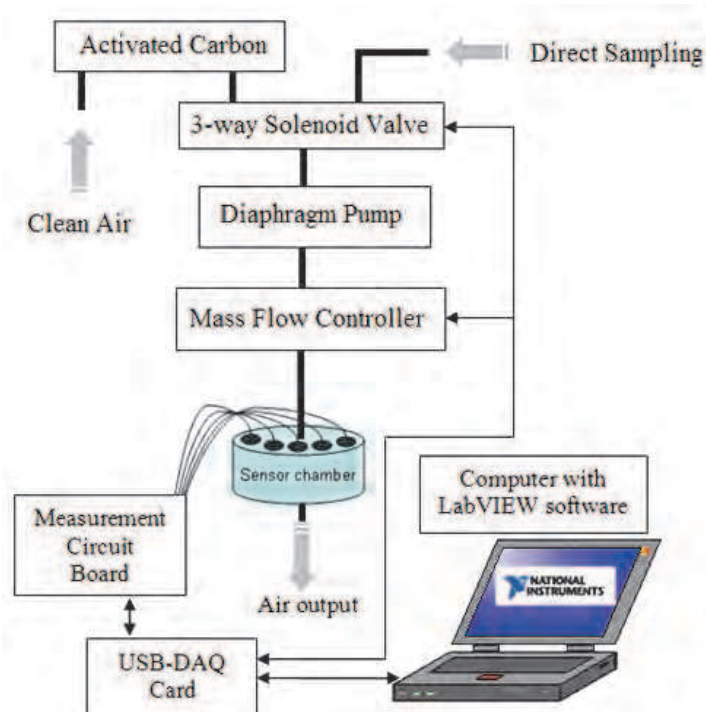 Activated Carbon
Direct Sampling
3-way Solenoid Valve
Clean Air
Diaphragm Pump
Mass Flow Controller
Sensor chamber
Computer with
LabVIEW software
Measurement
Circuit
Board
NATIONAL
INSTRUMENTS
Air output
USB-DAQ
Card